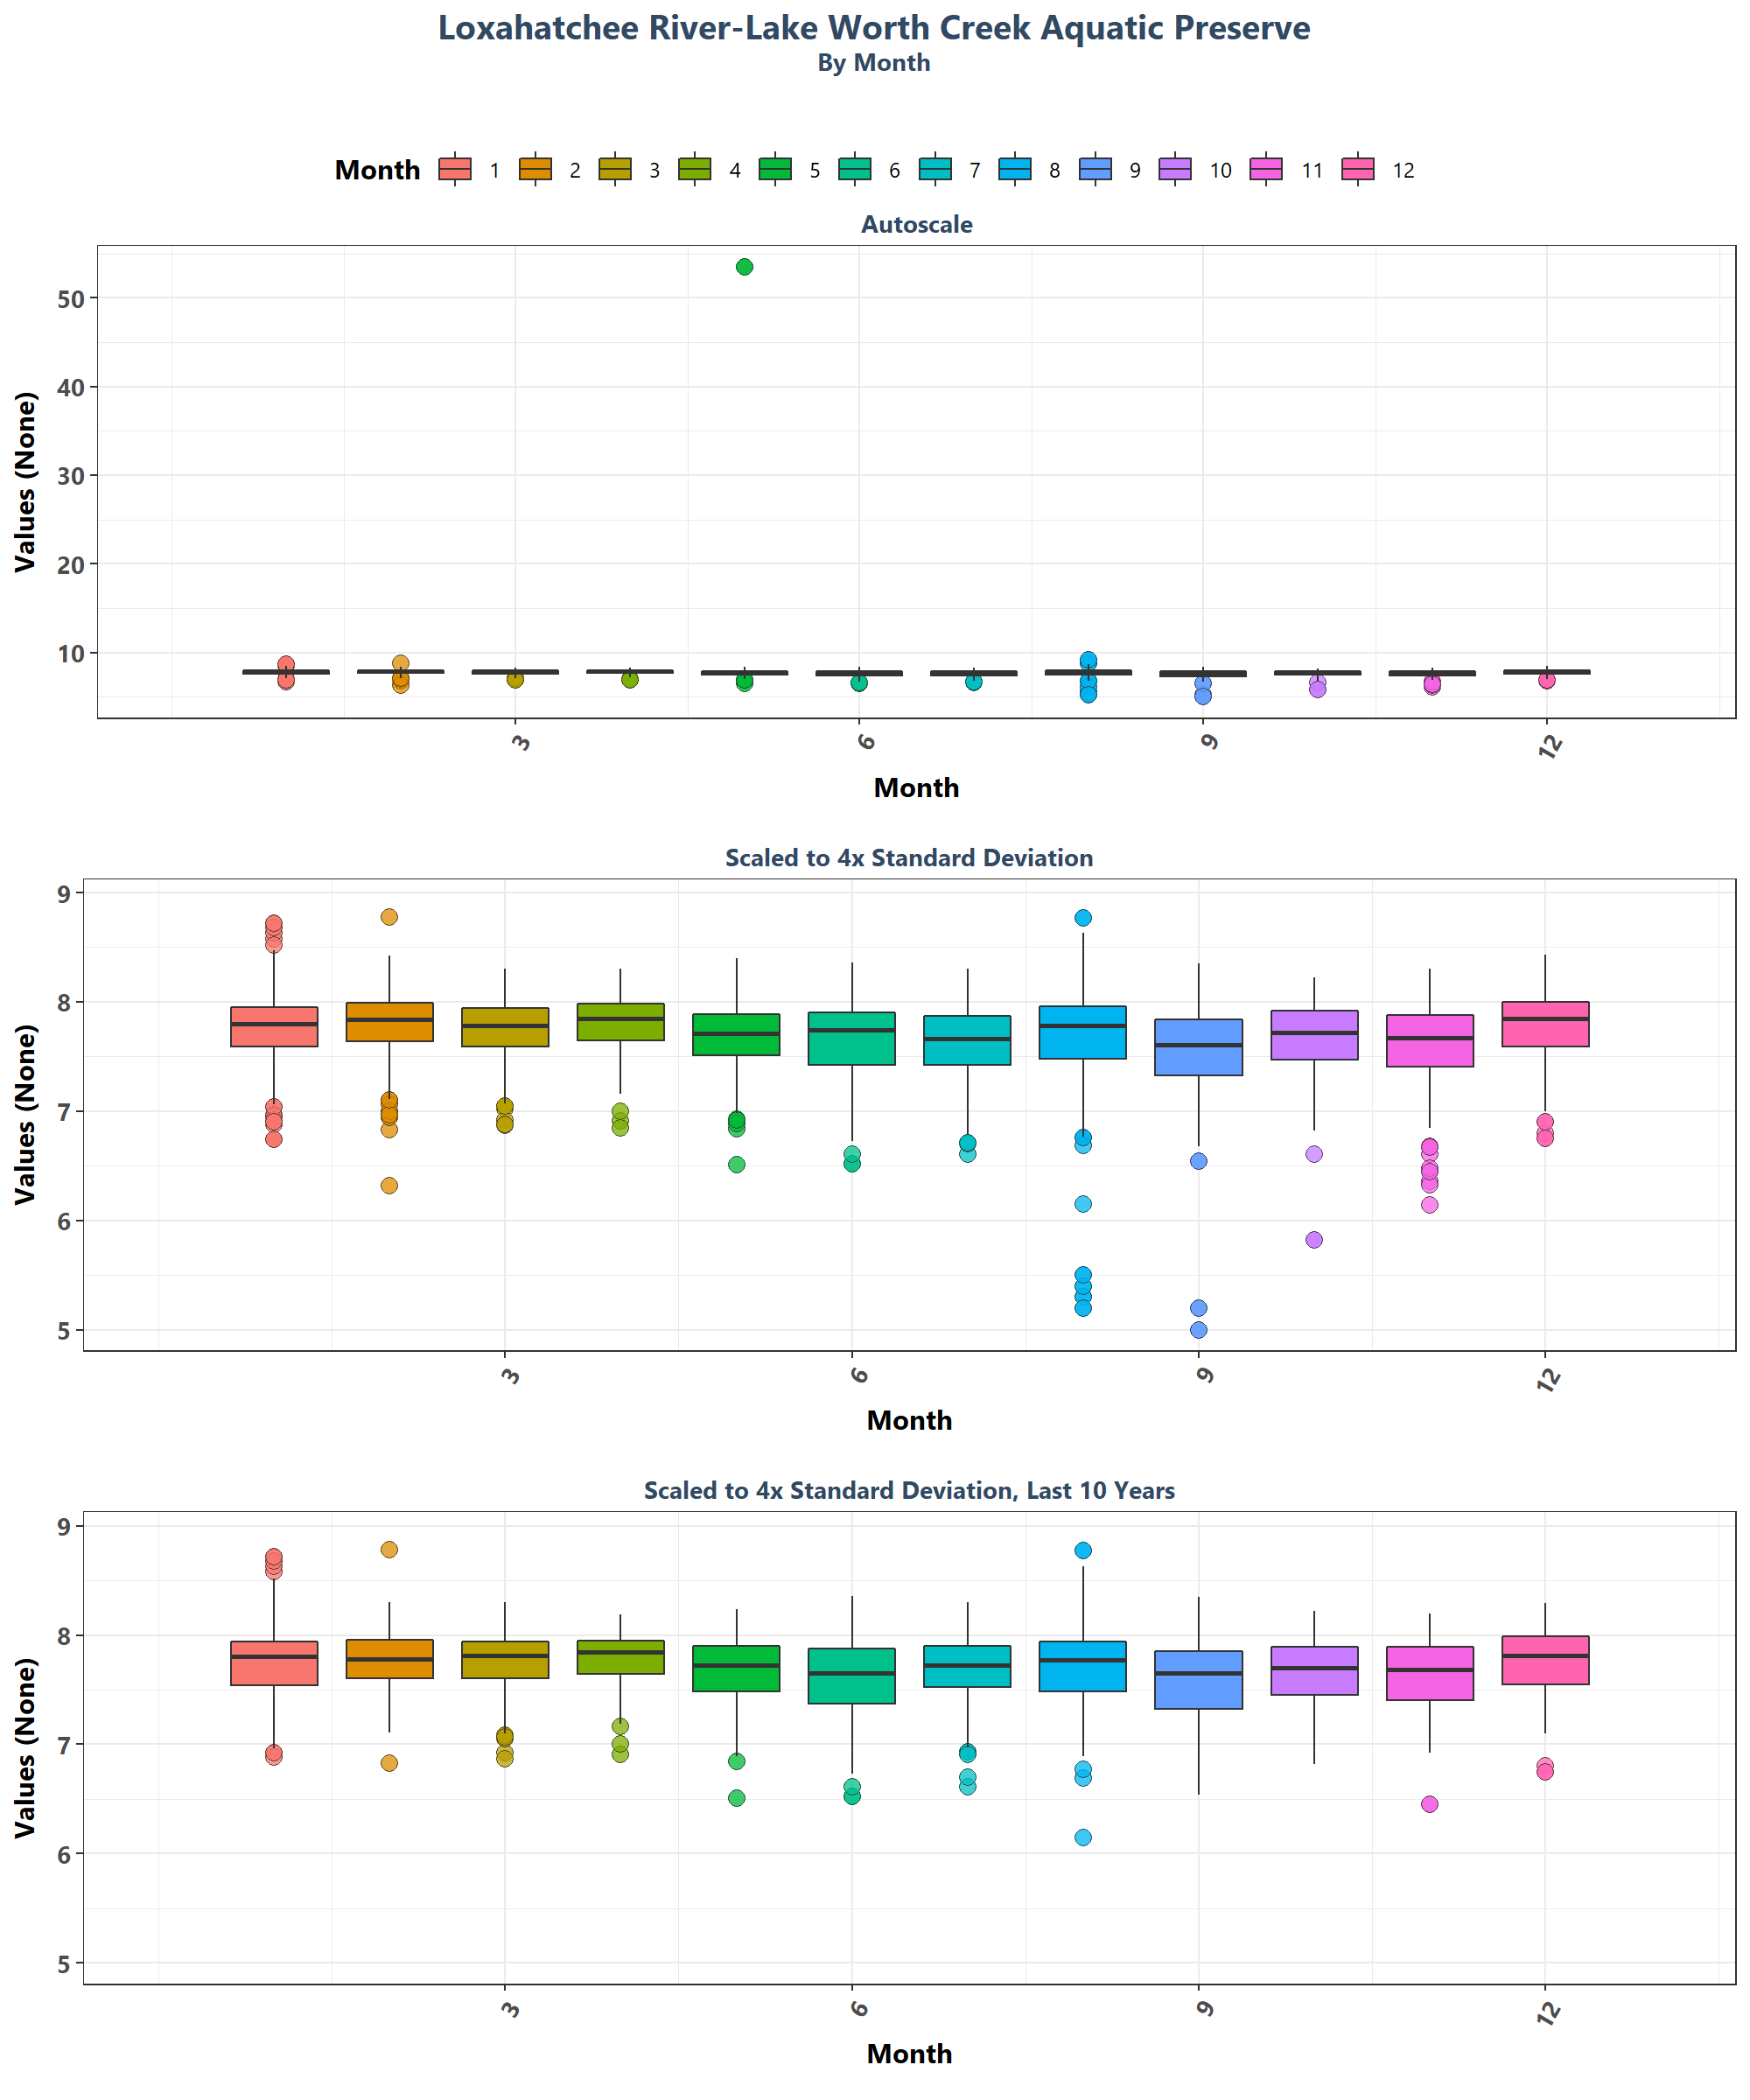 Loxahatchee River-Lake Worth Creek Aquatic Preserve
By Month
Month 1 2 3 4 5 6 7 8 9 10 11 12
Autoscale
Values (None)
50
40
30
20
10
3 6 9 12
Month
Scaled to 4x Standard Deviation
Values (None)
9
8
7
6
5
3 6 9 12
Month
Scaled to 4x Standard Deviation, Last 10 Years
Values (None)
9
8
7
6
5
3 6 9 12
Month